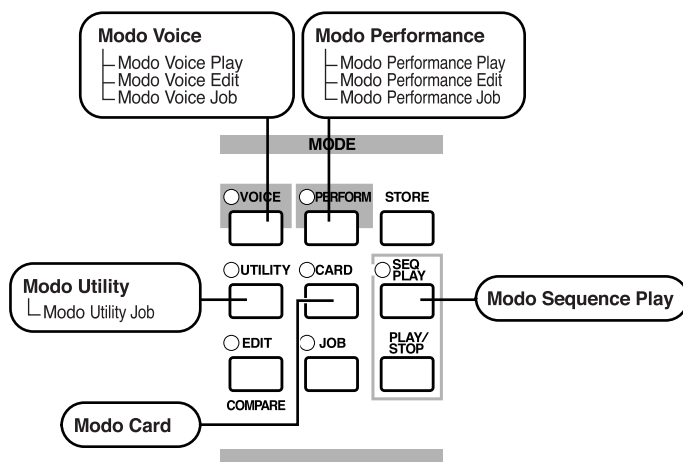 Modo Voice
Modo Voice Play
Modo Voice Edit
Modo Voice Job
Modo Performance
Modo Performance Play
Modo Performance Edit
Modo Performance Job
MODE
VOICE
PERFORM
STORE
UTILITY
CARD
SEQ
PLAY
Modo Utility
Modo Utility Job
Modo Sequence Play
EDIT
JOB
PLAY/
STOP
COMPARE
Modo Card